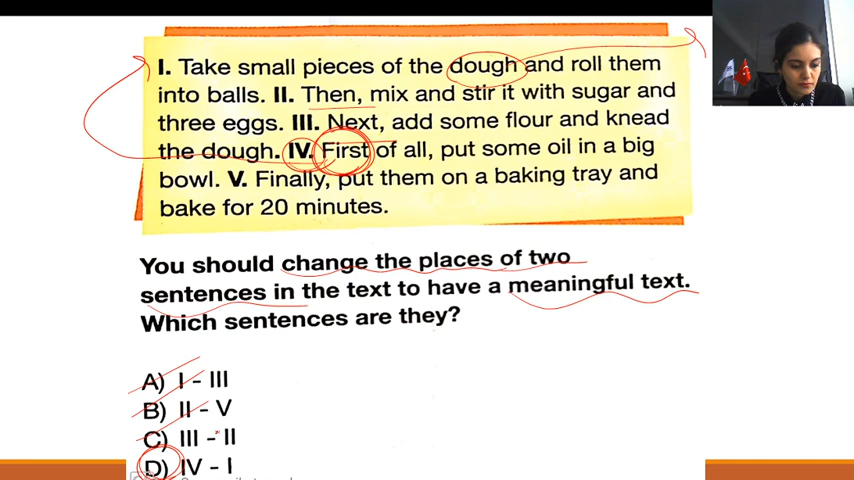 I. Take small pieces of the dough and roll them
into balls. II. Then, mix and stir it with sugar and
three eggs. III. Next, add some flour and knead
the dough. IV. First of all, put some oil in a big
bowl. V. Finally, put them on a baking tray and
bake for 20 minutes.
You should change the places of two
sentences in the text to have a meaningful text.
Which sentences are they?
A) I - III
B) II - V
C) III - II
D) IV - I